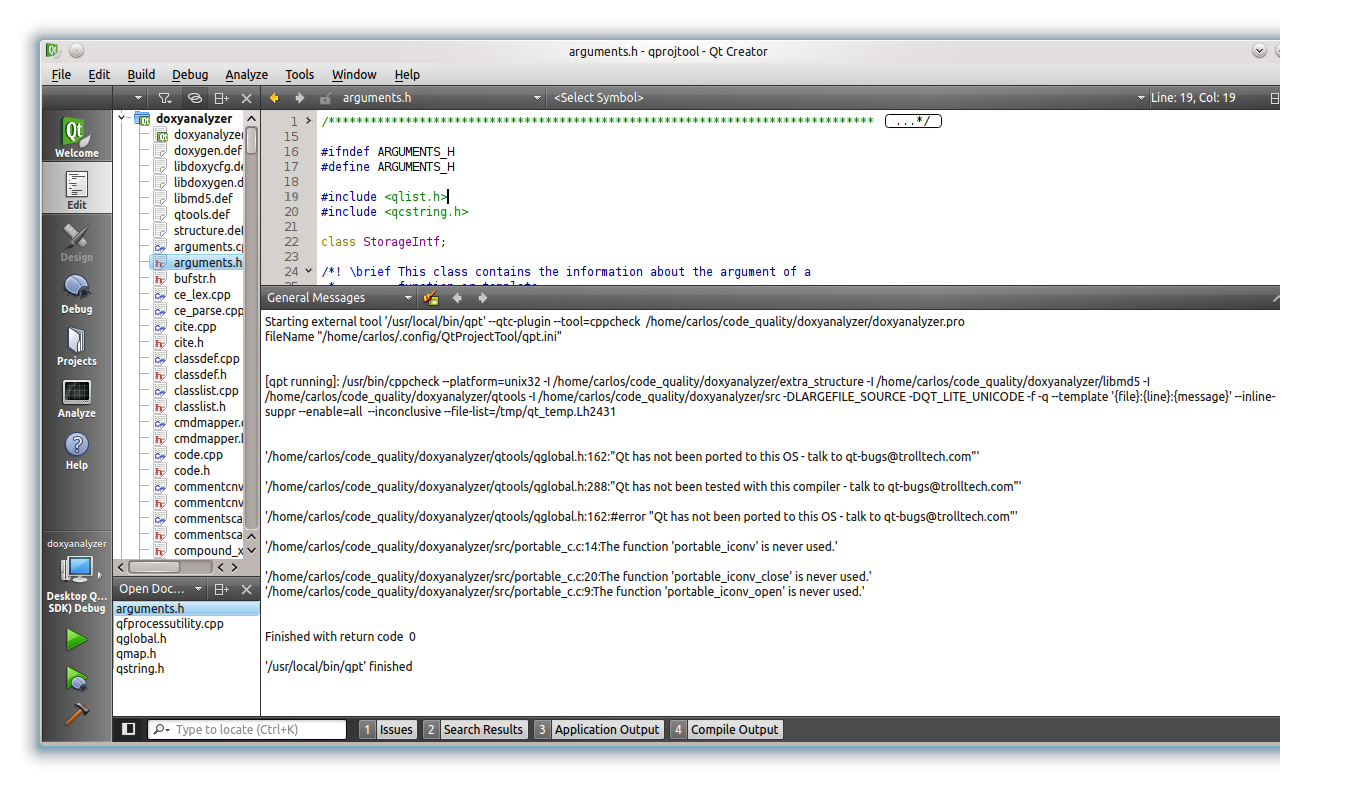 arguments.h - qprojtool - Qt Creator
File Edit Build Debug Analyze Tools Window Help
arguments.h <Select Symbol> Line: 19, Col: 19
Welcome
Edit
Design
Debug
Projects
Analyze
Help
doxyanalyzer
Desktop Q...
SDK) Debug
doxyanalyzer
doxyanalyzer
doxygen.def
libdoxycfg.de
libdoxygen.d
libmd5.def
qtools.def
structure.def
arguments.cp
arguments.h
bufstr.h
ce_lex.cpp
ce_parse.cpp
cite.cpp
cite.h
classdef.cpp
classdef.h
classlist.cpp
classlist.h
cmdmapper.c
cmdmapper.h
code.cpp
code.h
commentcnv
commentcnv
commentsca
commentsca
compound_x
Open Doc...
arguments.h
qfprocessutility.cpp
qglobal.h
qmap.h
qstring.h
1 /****************************************************************************** ...*/
15
16 #ifndef ARGUMENTS_H
17 #define ARGUMENTS_H
18
19 #include <qlist.h>
20 #include <qcstring.h>
21
22 class StorageIntf;
23
24 /*! \brief This class contains the information about the argument of a
25 * function or template
General Messages
Starting external tool '/usr/local/bin/qpt' --qtc-plugin --tool=cppcheck /home/carlos/code_quality/doxyanalyzer/doxyanalyzer.pro
fileName "/home/carlos/.config/QtProjectTool/qpt.ini"
[qpt running]: /usr/bin/cppcheck --platform=unix32 -I /home/carlos/code_quality/doxyanalyzer/extra_structure -I /home/carlos/code_quality/doxyanalyzer/libmd5 -I
/home/carlos/code_quality/doxyanalyzer/qtools -I /home/carlos/code_quality/doxyanalyzer/src -DLARGEFILE_SOURCE -DQT_LITE_UNICODE -f -q --template '{file}:{line}:{message}' --inline-
suppr --enable=all --inconclusive --file-list=/tmp/qt_temp.Lh2431
'/home/carlos/code_quality/doxyanalyzer/qtools/qglobal.h:162:"Qt has not been ported to this OS - talk to qt-bugs@trolltech.com"'
'/home/carlos/code_quality/doxyanalyzer/qtools/qglobal.h:288:"Qt has not been tested with this compiler - talk to qt-bugs@trolltech.com"'
'/home/carlos/code_quality/doxyanalyzer/qtools/qglobal.h:162:#error "Qt has not been ported to this OS - talk to qt-bugs@trolltech.com"'
'/home/carlos/code_quality/doxyanalyzer/src/portable_c.c:14:The function 'portable_iconv' is never used.'
'/home/carlos/code_quality/doxyanalyzer/src/portable_c.c:20:The function 'portable_iconv_close' is never used.'
'/home/carlos/code_quality/doxyanalyzer/src/portable_c.c:9:The function 'portable_iconv_open' is never used.'
Finished with return code 0
'/usr/local/bin/qpt' finished
Type to locate (Ctrl+K) 1 Issues 2 Search Results 3 Application Output 4 Compile Output